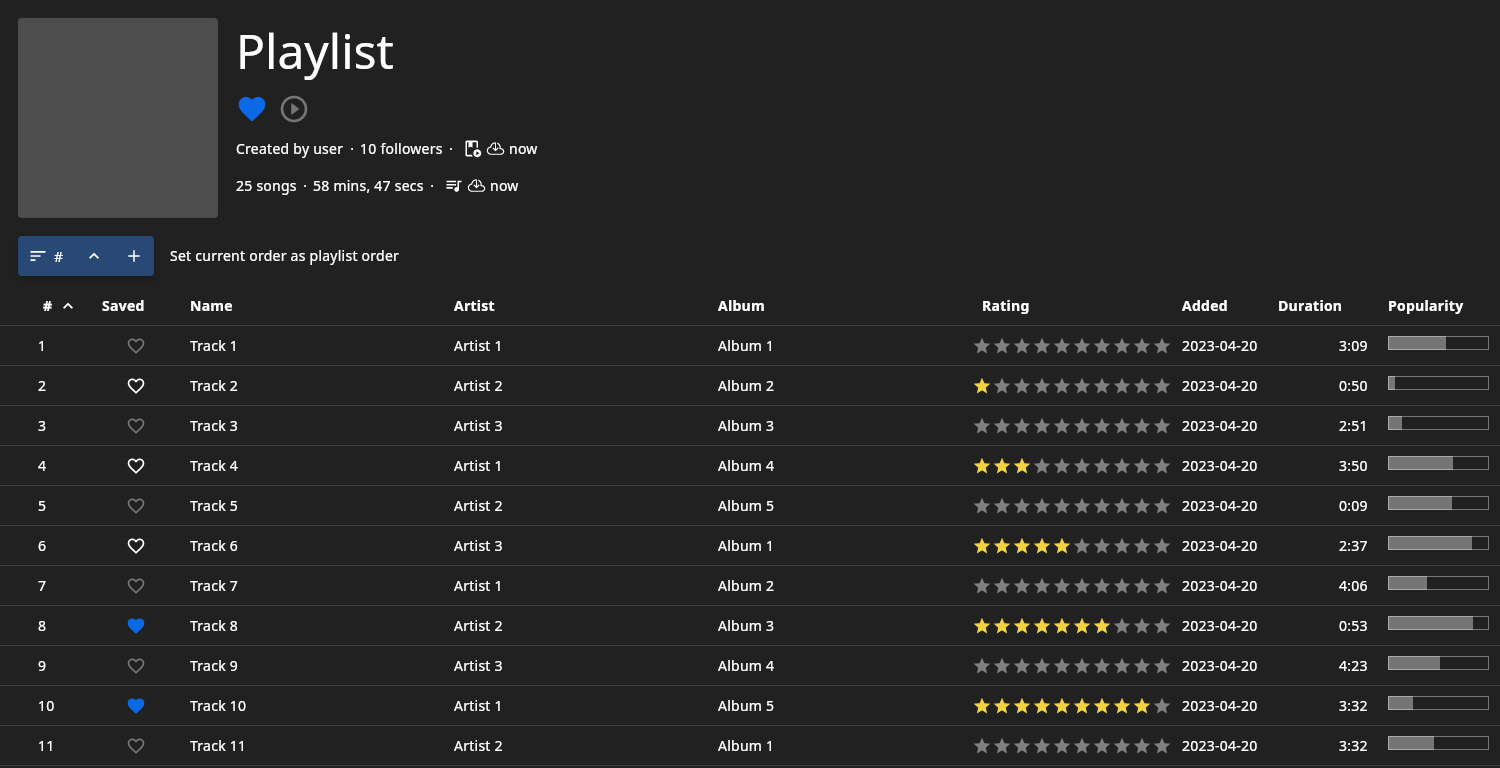 Playlist
Created by user · 10 followers · now
25 songs · 58 mins, 47 secs · now
# Set current order as playlist order
# Saved Name Artist Album Rating Added Duration Popularity
1 Track 1 Artist 1 Album 1 2023-04-20 3:09
2 Track 2 Artist 2 Album 2 2023-04-20 0:50
3 Track 3 Artist 3 Album 3 2023-04-20 2:51
4 Track 4 Artist 1 Album 4 2023-04-20 3:50
5 Track 5 Artist 2 Album 5 2023-04-20 0:09
6 Track 6 Artist 3 Album 1 2023-04-20 2:37
7 Track 7 Artist 1 Album 2 2023-04-20 4:06
8 Track 8 Artist 2 Album 3 2023-04-20 0:53
9 Track 9 Artist 3 Album 4 2023-04-20 4:23
10 Track 10 Artist 1 Album 5 2023-04-20 3:32
11 Track 11 Artist 2 Album 1 2023-04-20 3:32